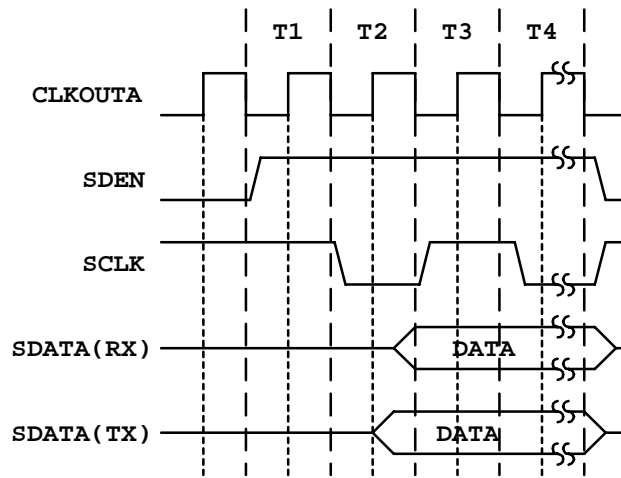 T1 T2 T3 T4
CLKOUTA
SDEN
SCLK
SDATA(RX) DATA
SDATA(TX) DATA